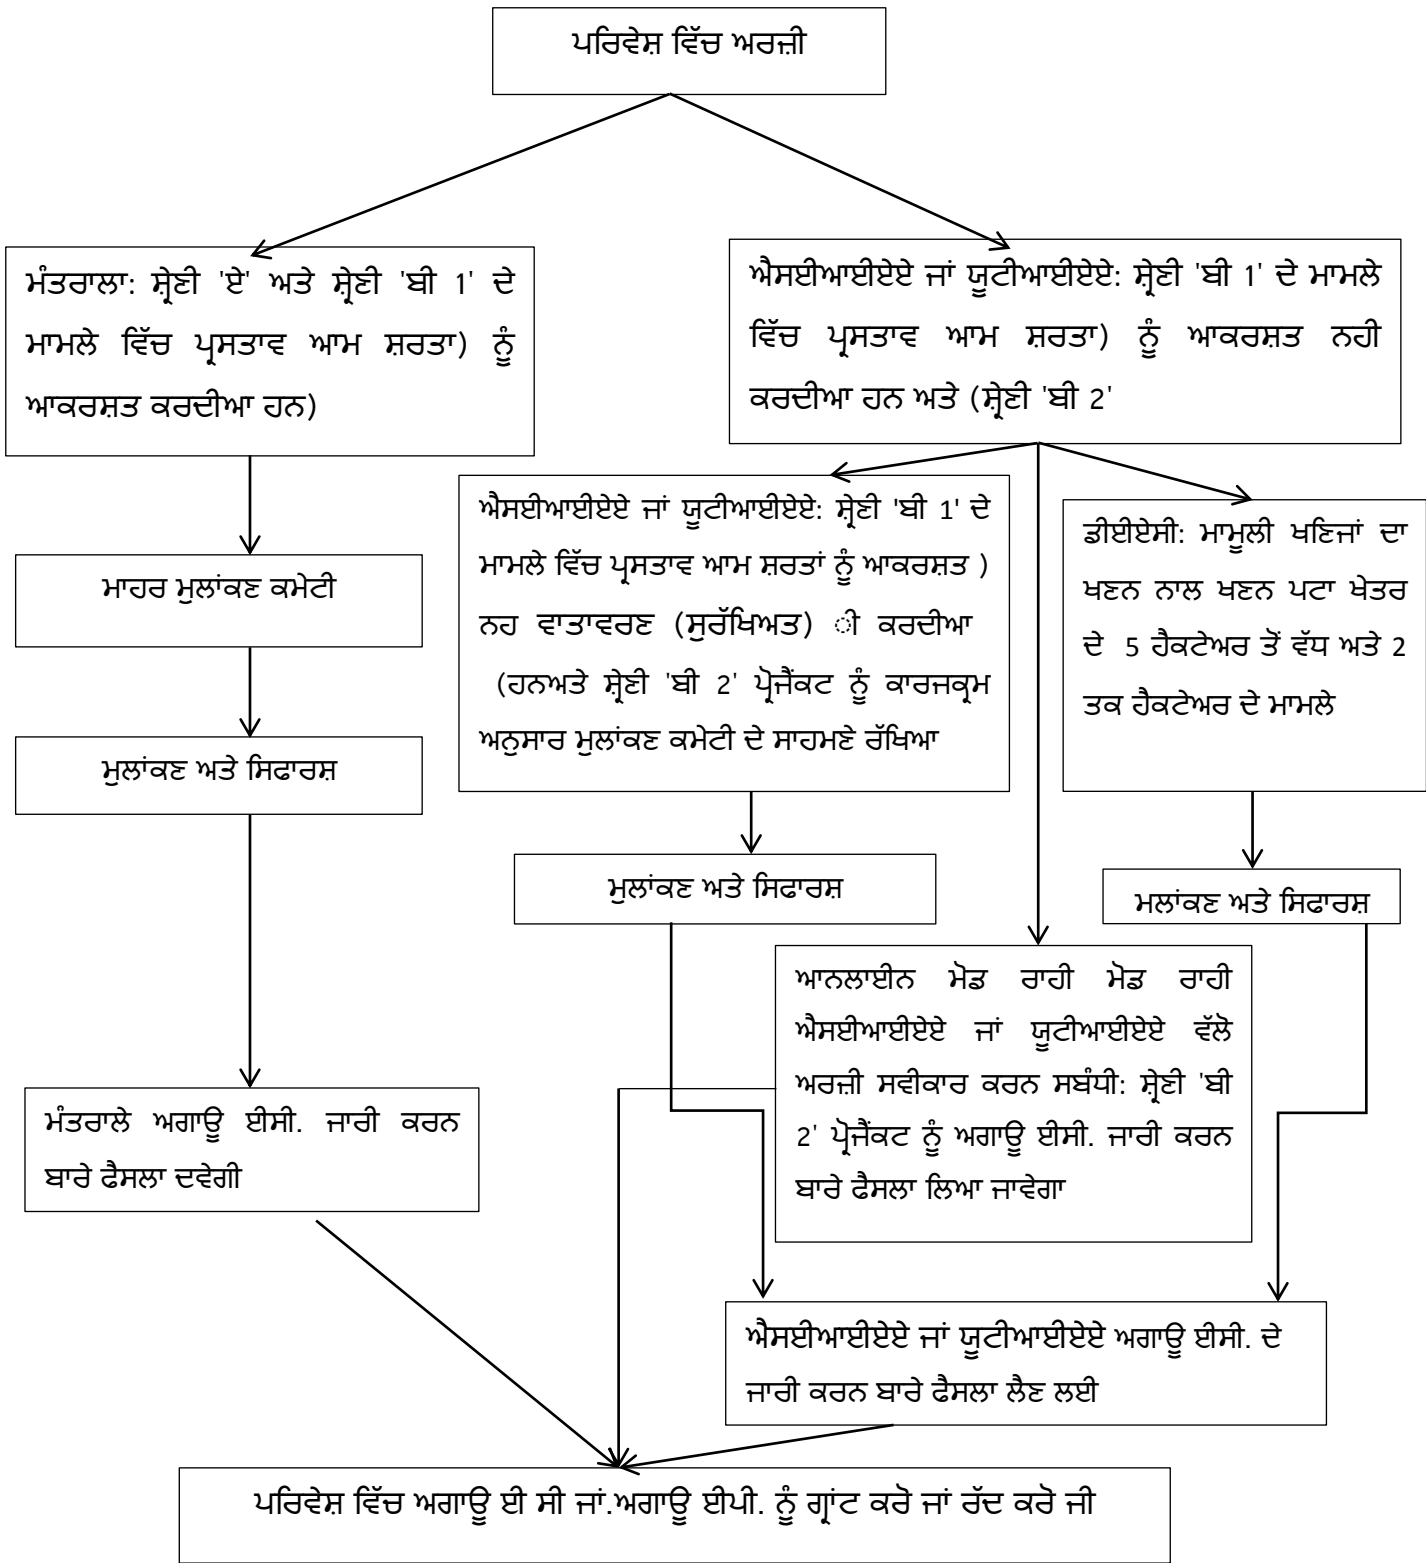 ਪਰਿਵੇਸ਼ ਵਿੱਚ ਅਰਜ਼ੀ
ਮੰਤਰਾਲਾ: ਸ਼੍ਰੇਣੀ 'ਏ' ਅਤੇ ਸ਼੍ਰੇਣੀ 'ਬੀ 1' ਦੇ
ਮਾਮਲੇ ਵਿੱਚ ਪ੍ਰਸਤਾਵ ਆਮ ਸ਼ਰਤਾ) ਨੂੰ
ਆਕਰਸ਼ਤ ਕਰਦੀਆ ਹਨ)
ਐਸਈਆਈਏਏ ਜਾਂ ਯੂਟੀਆਈਏਏ: ਸ਼੍ਰੇਣੀ 'ਬੀ 1' ਦੇ ਮਾਮਲੇ
ਵਿੱਚ ਪ੍ਰਸਤਾਵ ਆਮ ਸ਼ਰਤਾ) ਨੂੰ ਆਕਰਸ਼ਤ ਨਹੀ
ਕਰਦੀਆ ਹਨ ਅਤੇ (ਸ਼੍ਰੇਣੀ 'ਬੀ 2'
ਮਾਹਰ ਮੁਲਾਂਕਣ ਕਮੇਟੀ
ਮੁਲਾਂਕਣ ਅਤੇ ਸਿਫਾਰਸ਼
ਐਸਈਆਈਏਏ ਜਾਂ ਯੂਟੀਆਈਏਏ: ਸ਼੍ਰੇਣੀ 'ਬੀ 1' ਦੇ
ਮਾਮਲੇ ਵਿੱਚ ਪ੍ਰਸਤਾਵ ਆਮ ਸ਼ਰਤਾਂ ਨੂੰ ਆਕਰਸ਼ਤ )
ਨਹ ਵਾਤਾਵਰਣ (ਸੁਰੱਖਿਅਤ) ੀ ਕਰਦੀਆ
(ਹਨਅਤੇ ਸ਼੍ਰੇਣੀ 'ਬੀ 2' ਪ੍ਰੋਜੈਂਕਟ ਨੂੰ ਕਾਰਜਕ੍ਰਮ
ਅਨੁਸਾਰ ਮੁਲਾਂਕਣ ਕਮੇਟੀ ਦੇ ਸਾਹਮਣੇ ਰੱਖਿਆ
ਡੀਈਏਸੀ: ਮਾਮੂਲੀ ਖਣਿਜਾਂ ਦਾ
ਖਣਨ ਨਾਲ ਖਣਨ ਪਟਾ ਖੇਤਰ
ਦੇ 5 ਹੈਕਟੇਅਰ ਤੋਂ ਵੱਧ ਅਤੇ 2
ਤਕ ਹੈਕਟੇਅਰ ਦੇ ਮਾਮਲੇ
ਮੁਲਾਂਕਣ ਅਤੇ ਸਿਫਾਰਸ਼
ਮਲਾਂਕਣ ਅਤੇ ਸਿਫਾਰਸ਼
ਆਨਲਾਈਨ ਮੋਡ ਰਾਹੀ ਮੋਡ ਰਾਹੀ
ਐਸਈਆਈਏਏ ਜਾਂ ਯੂਟੀਆਈਏਏ ਵੱਲੋ
ਅਰਜ਼ੀ ਸਵੀਕਾਰ ਕਰਨ ਸਬੰਧੀ: ਸ਼੍ਰੇਣੀ 'ਬੀ
2' ਪ੍ਰੋਜੈਂਕਟ ਨੂੰ ਅਗਾਊ ਈਸੀ. ਜਾਰੀ ਕਰਨ
ਬਾਰੇ ਫੈਸਲਾ ਲਿਆ ਜਾਵੇਗਾ
ਮੰਤਰਾਲੇ ਅਗਾਊ ਈਸੀ. ਜਾਰੀ ਕਰਨ
ਬਾਰੇ ਫੈਸਲਾ ਦਵੇਗੀ
ਐਸਈਆਈਏਏ ਜਾਂ ਯੂਟੀਆਈਏਏ ਅਗਾਊ ਈਸੀ. ਦੇ
ਜਾਰੀ ਕਰਨ ਬਾਰੇ ਫੈਸਲਾ ਲੈਣ ਲਈ
ਪਰਿਵੇਸ਼ ਵਿੱਚ ਅਗਾਊ ਈ ਸੀ ਜਾਂ.ਅਗਾਊ ਈਪੀ. ਨੂੰ ਗ੍ਰਾਂਟ ਕਰੋ ਜਾਂ ਰੱਦ ਕਰੋ ਜੀ